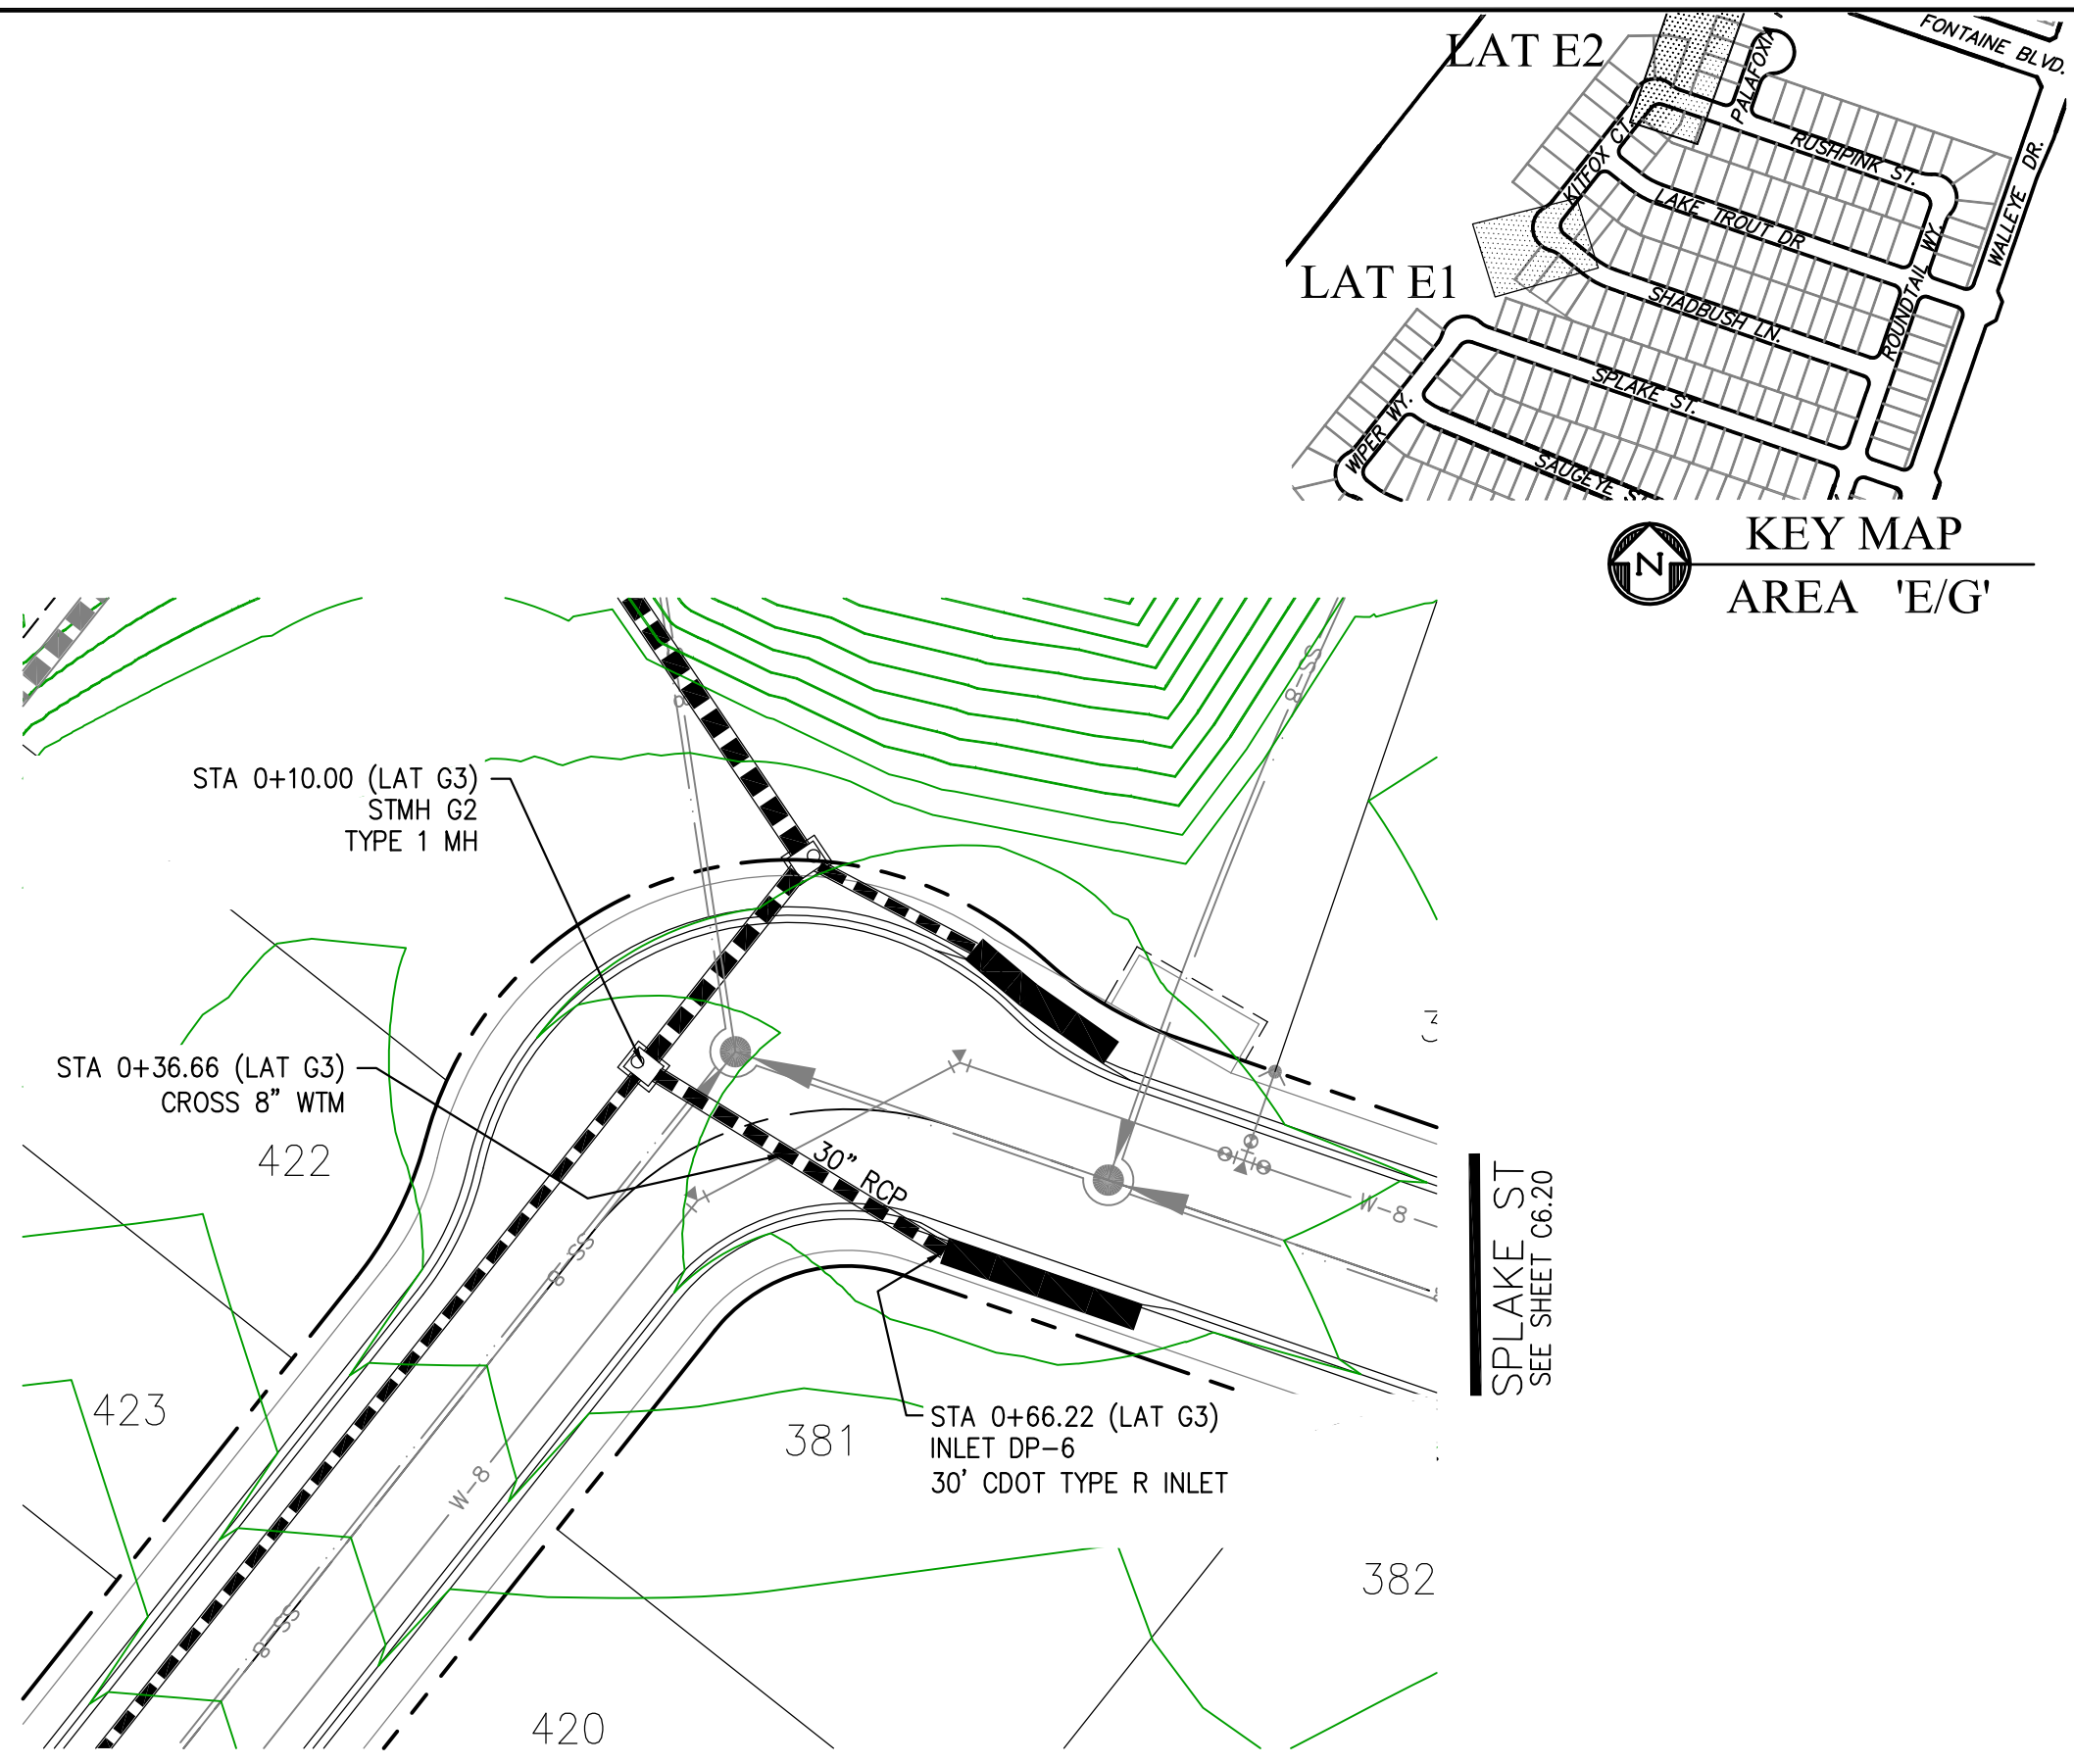 LAT E2
FONTAINE BLVD.
PALAFOXIA
RUSHPINK ST.
KITFOX CT.
LAKE TROUT DR
WALLEYE DR.
LAT E1
SHADBUSH LN.
ROUNDTAIL WY.
SPLAKE ST.
WIPER WY.
SAUGEYE
N
KEY MAP
AREA 'E/G'
8-SS
STA 0+10.00 (LAT G3)
STMH G2
TYPE 1 MH
STA 0+36.66 (LAT G3)
CROSS 8" WTM
422
30" RCP
W-8
8-SS
SPLAKE ST
SEE SHEET C6.20
423
381
STA 0+66.22 (LAT G3)
INLET DP-6
30' CDOT TYPE R INLET
W-8
382
8-SS
420